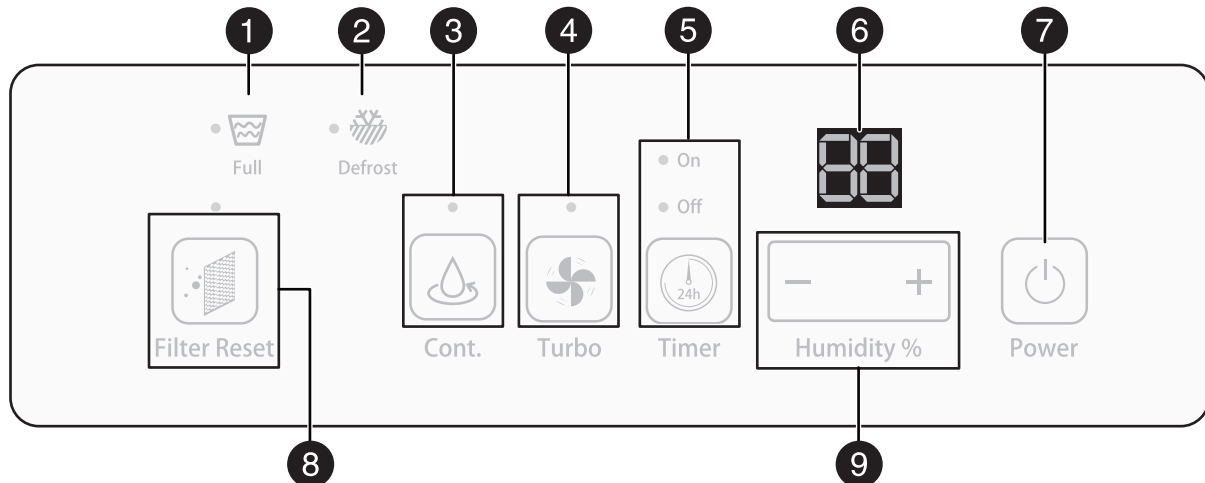 1 2 3 4 5 6 7
Full Defrost
On
88
Off
24h
Filter Reset Cont. Turbo Timer Humidity % Power
8 9